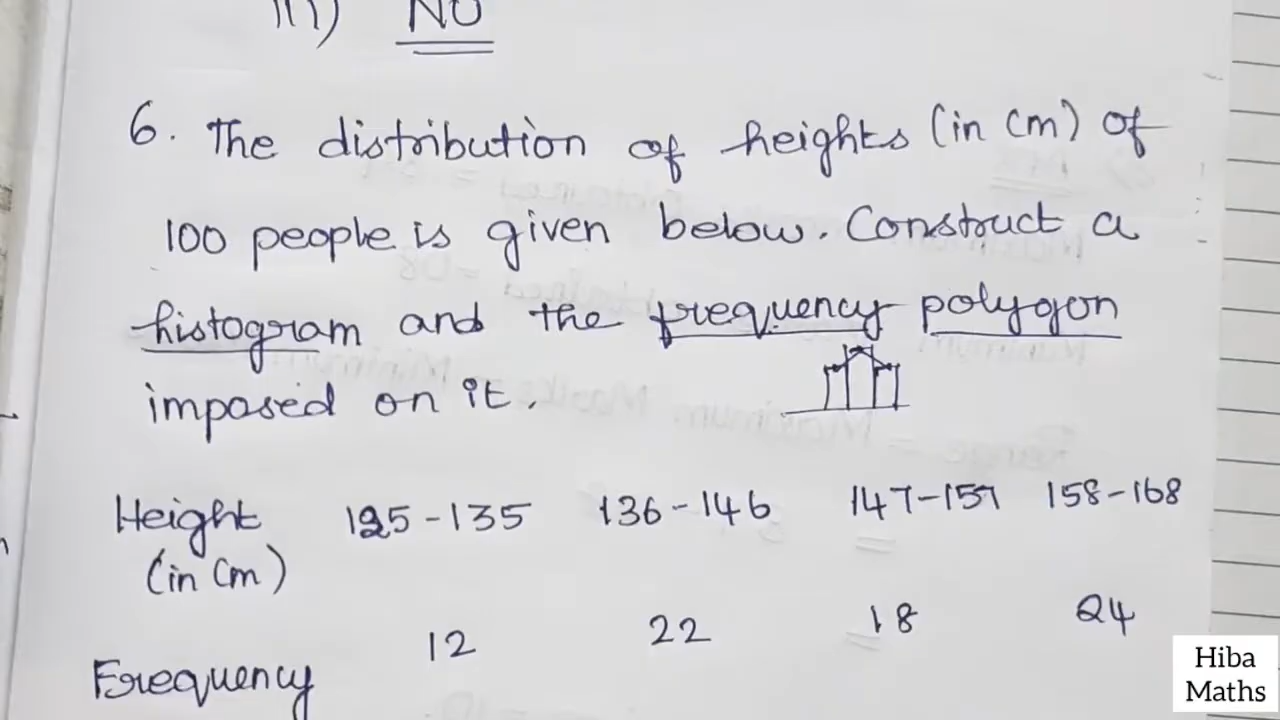 iii) NO
6. The distribution of heights (in cm) of
100 people is given below. Construct a
histogram and the frequency polygon
imposed on it.
Height 125-135 136-146 147-157 158-168
(in cm)
Frequency 12 22 18 24
Hiba
Maths